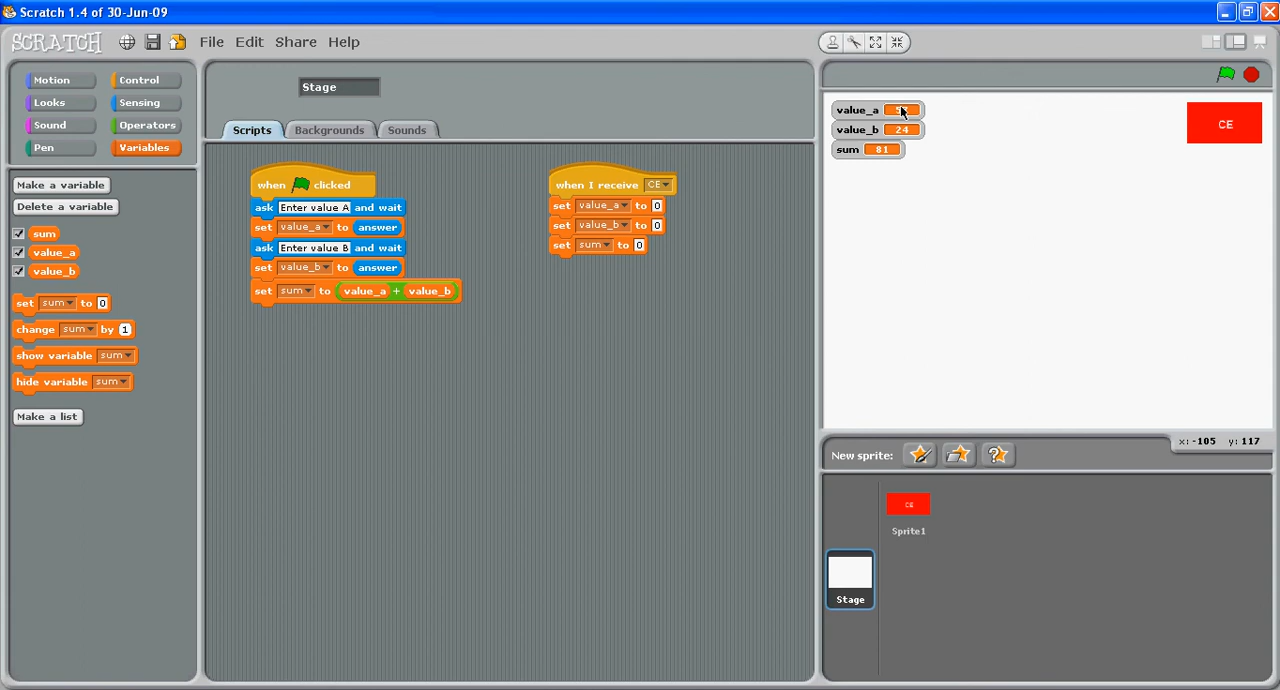 Scratch 1.4 of 30-Jun-09
SCRATCH File Edit Share Help
Motion Control
Looks Sensing
Sound Operators
Pen Variables
Make a variable
Delete a variable
sum
value_a
value_b
set sum to 0
change sum by 1
show variable sum
hide variable sum
Make a list
Stage
Scripts Backgrounds Sounds
when clicked
ask Enter value A and wait
set value_a to answer
ask Enter value B and wait
set value_b to answer
set sum to value_a + value_b
when I receive CE
set value_a to 0
set value_b to 0
set sum to 0
value_a
value_b 24
sum 81
CE
x: -105 y: 117
New sprite:
CE
Sprite1
Stage